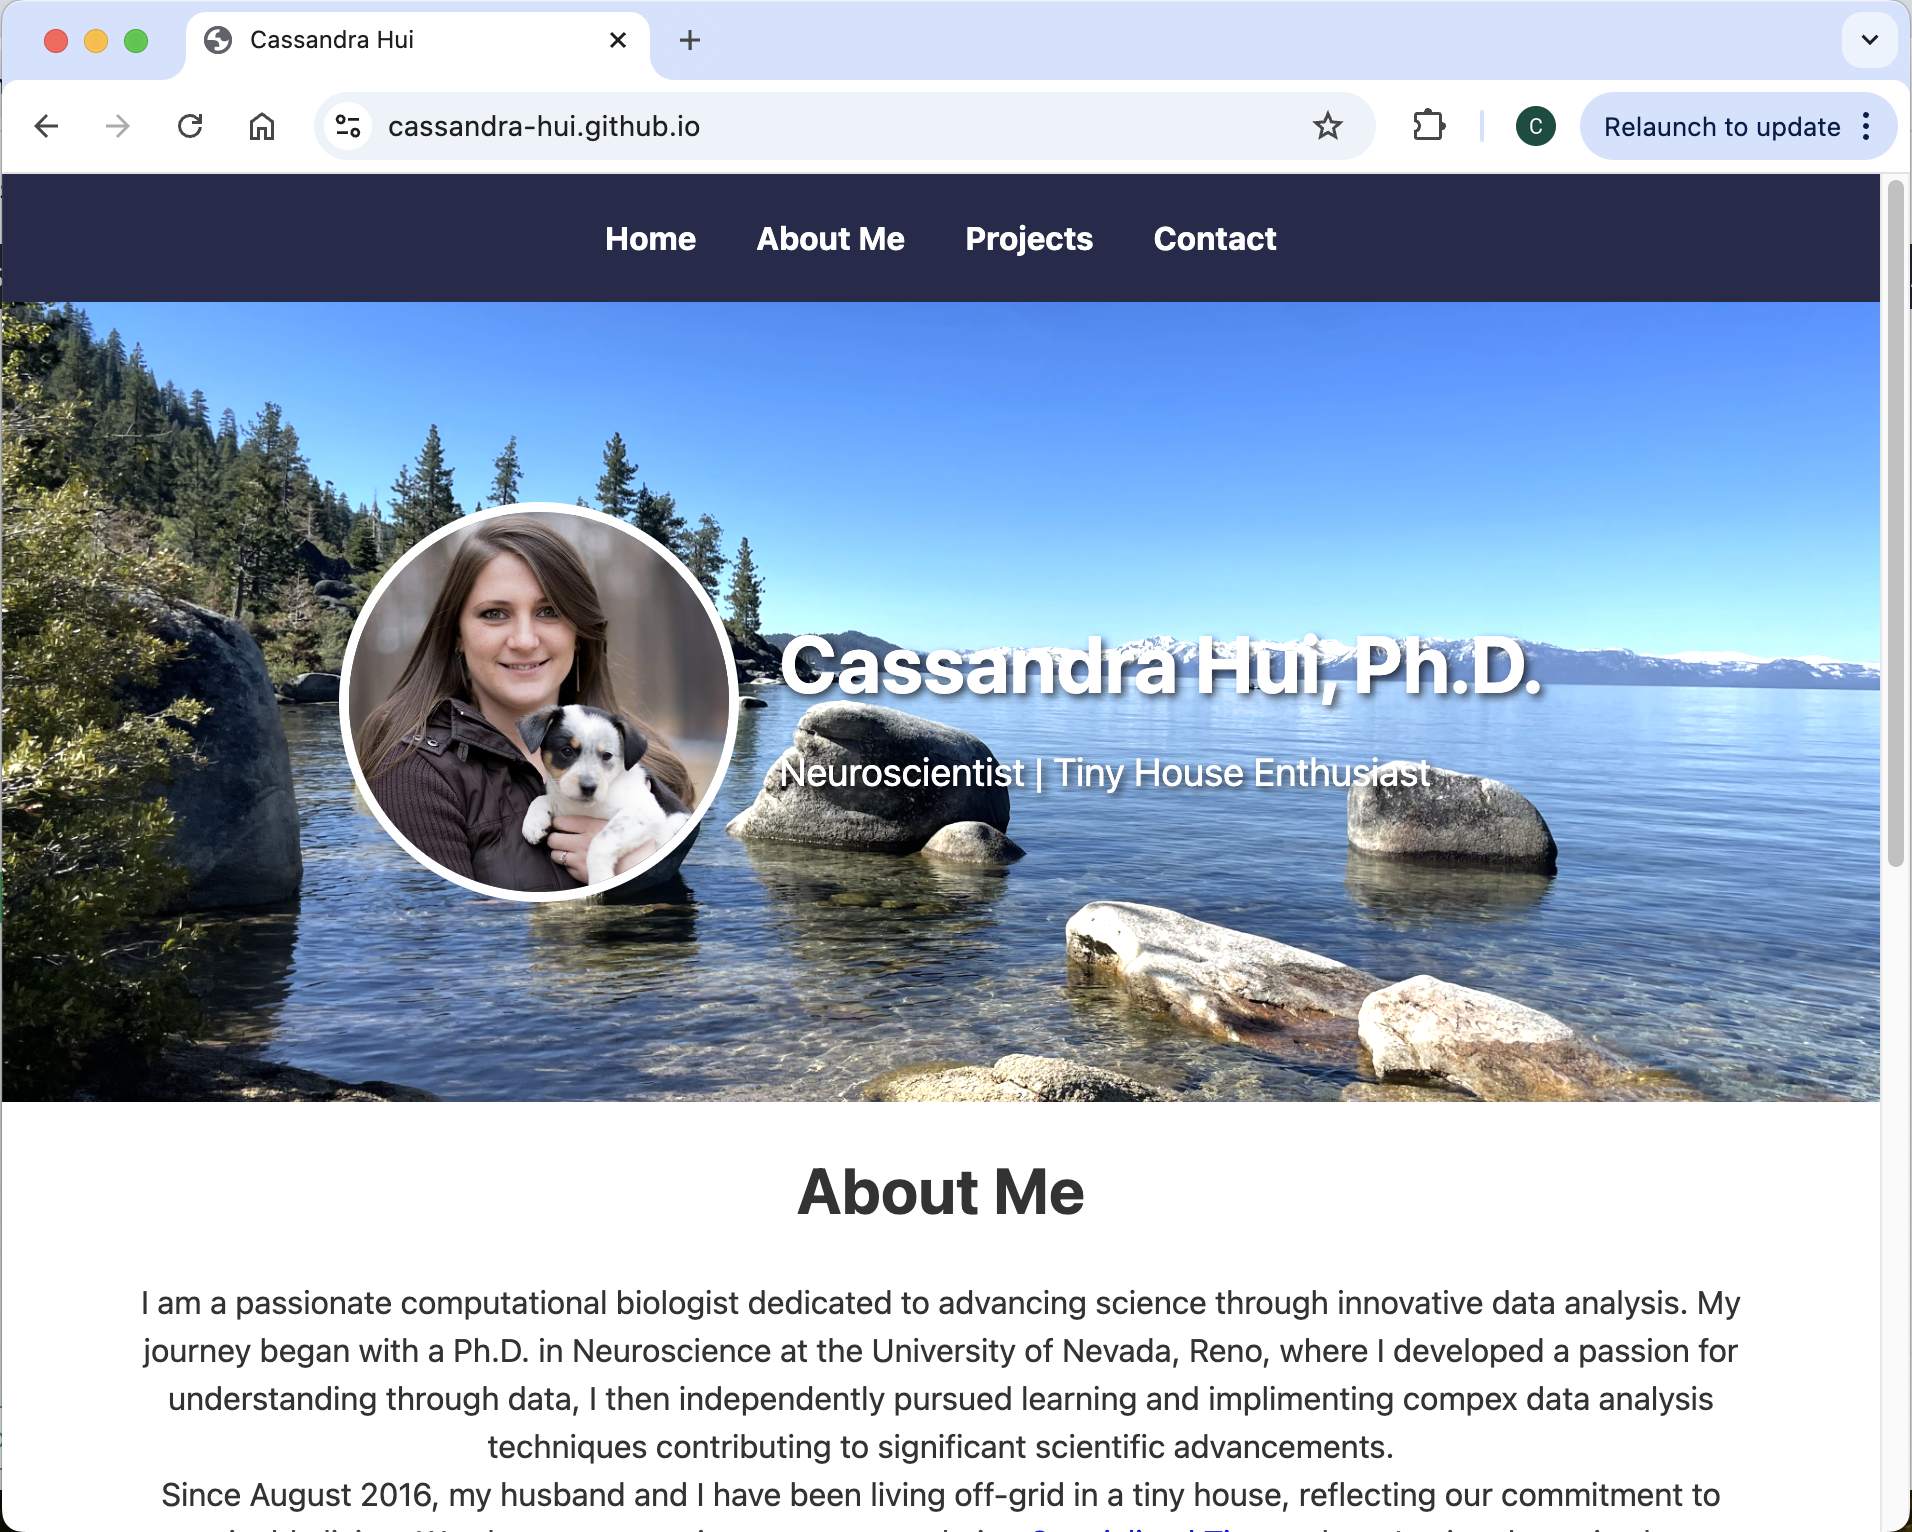 Cassandra Hui
cassandra-hui.github.io
C
Relaunch to update
Home About Me Projects Contact
Cassandra Hui, Ph.D.
Neuroscientist | Tiny House Enthusiast
About Me
I am a passionate computational biologist dedicated to advancing science through innovative data analysis. My
journey began with a Ph.D. in Neuroscience at the University of Nevada, Reno, where I developed a passion for
understanding through data, I then independently pursued learning and implimenting compex data analysis
techniques contributing to significant scientific advancements.
Since August 2016, my husband and I have been living off-grid in a tiny house, reflecting our commitment to